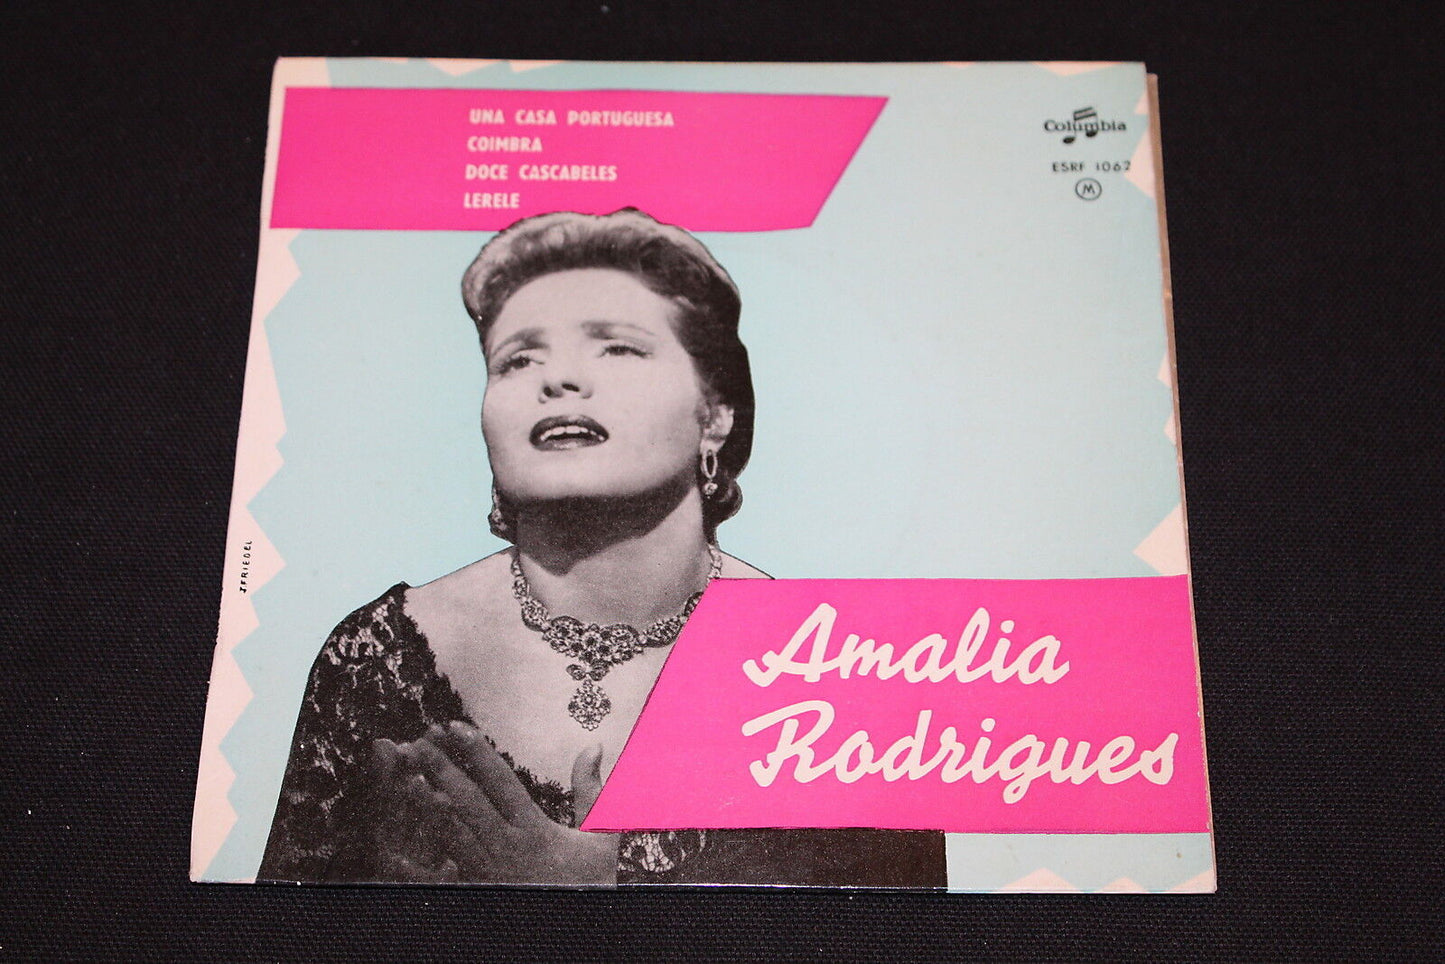 UNA CASA PORTUGUESA
COIMBRA
DOCE CASCABELES
LERELE
Columbia
ESRF 1062
M
J.FRIEDEL
Amalia
Rodrigues